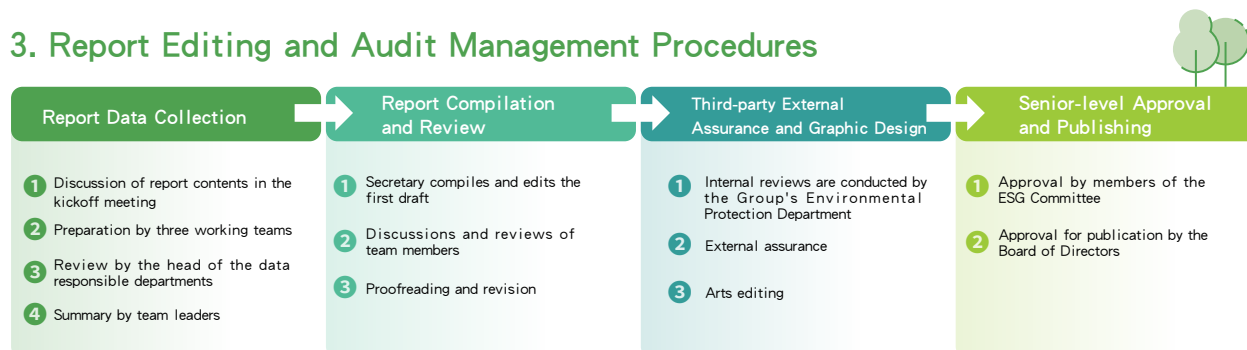 3. Report Editing and Audit Management Procedures
Report Data Collection
1 Discussion of report contents in the
kickoff meeting
2 Preparation by three working teams
3 Review by the head of the data
responsible departments
4 Summary by team leaders
Report Compilation
and Review
1 Secretary compiles and edits the
first draft
2 Discussions and reviews of
team members
3 Proofreading and revision
Third-party External
Assurance and Graphic Design
1 Internal reviews are conducted by
the Group's Environmental
Protection Department
2 External assurance
3 Arts editing
Senior-level Approval
and Publishing
1 Approval by members of the
ESG Committee
2 Approval for publication by the
Board of Directors